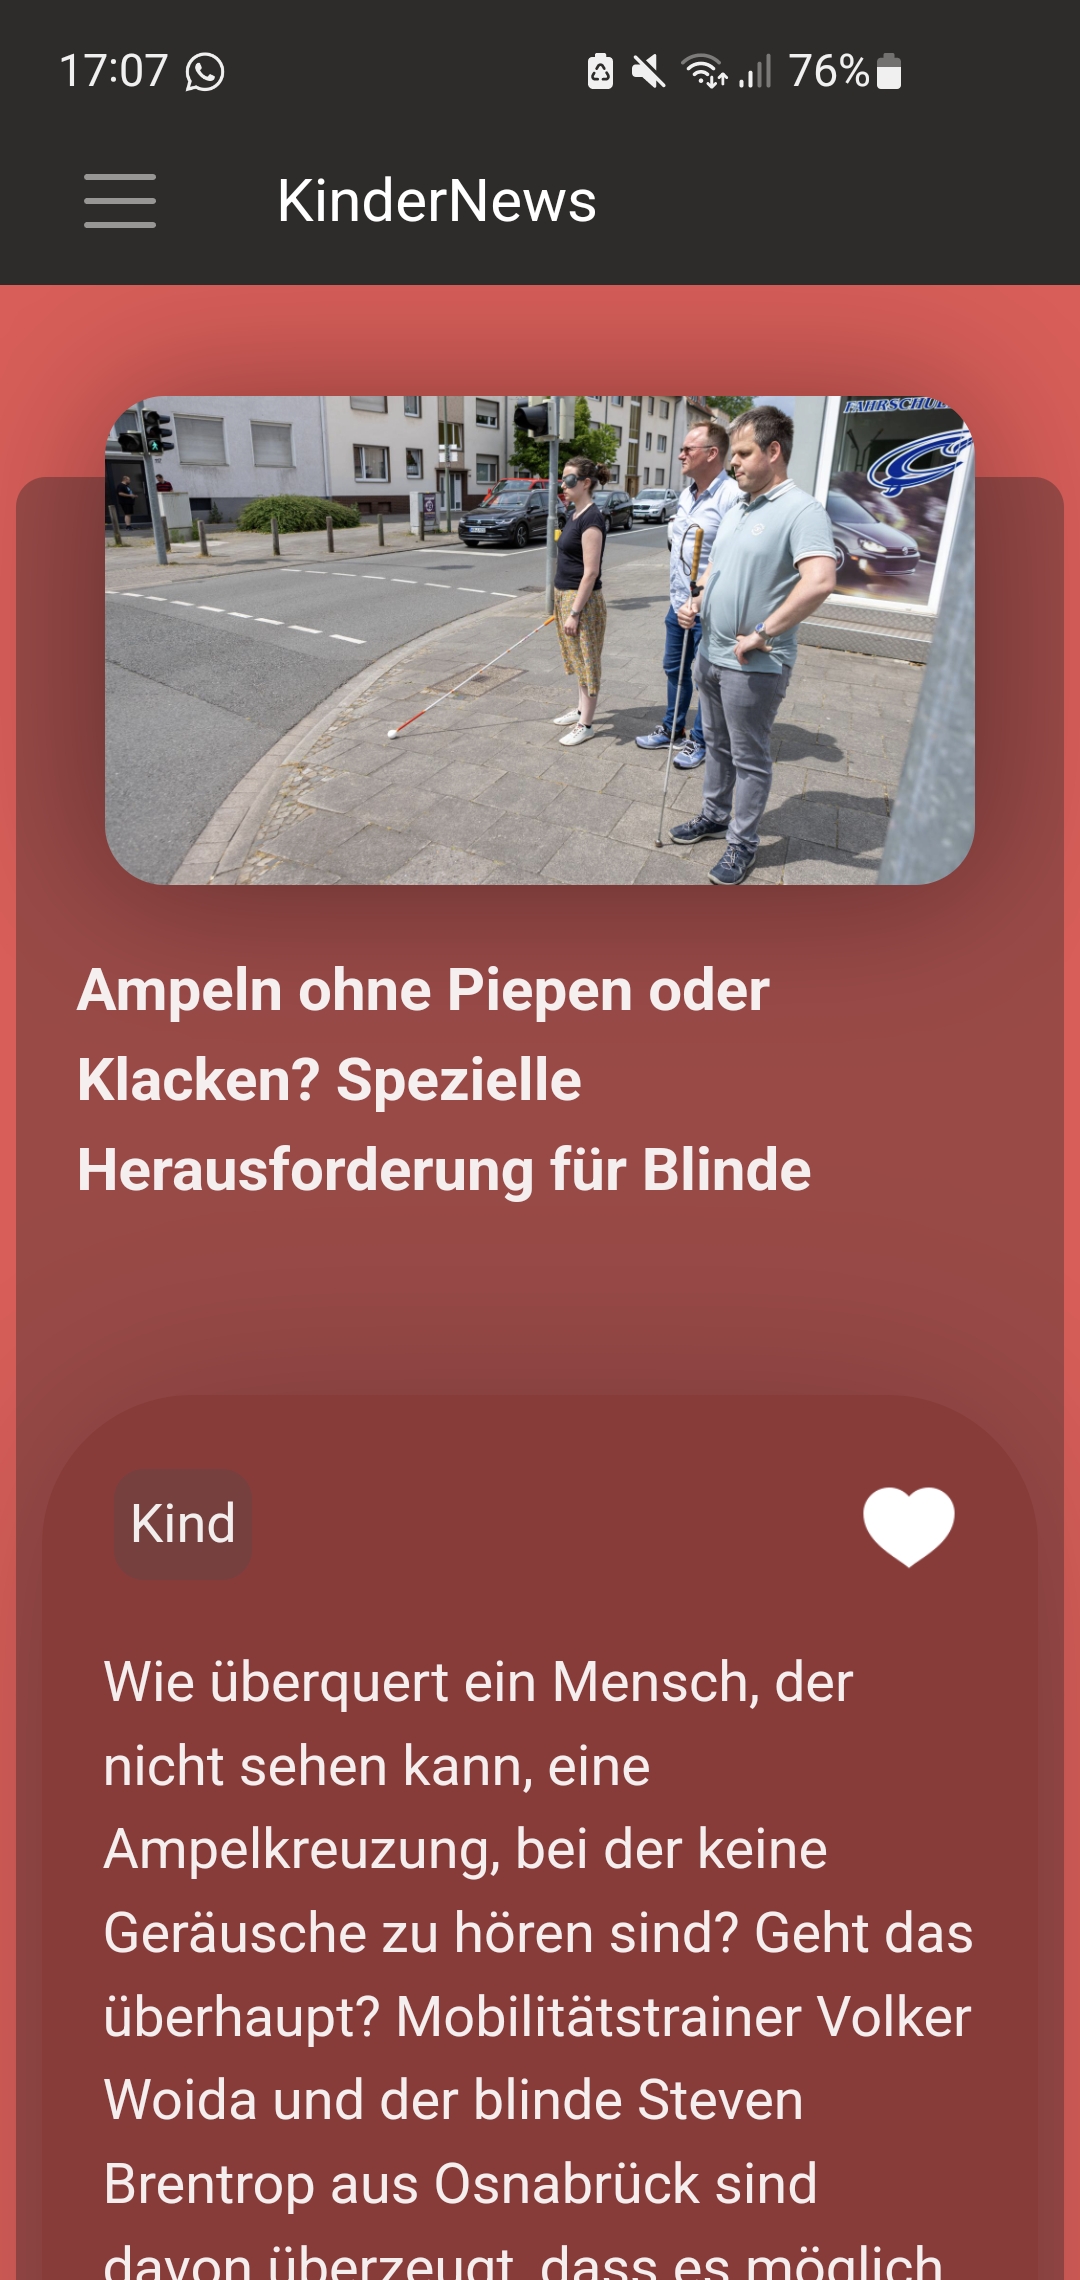 17:07 76%
KinderNews
FAHRSCHUL
Ampeln ohne Piepen oder
Klacken? Spezielle
Herausforderung für Blinde
Kind
Wie überquert ein Mensch, der
nicht sehen kann, eine
Ampelkreuzung, bei der keine
Geräusche zu hören sind? Geht das
überhaupt? Mobilitätstrainer Volker
Woida und der blinde Steven
Brentrop aus Osnabrück sind
davon überzeugt, dass es möglich